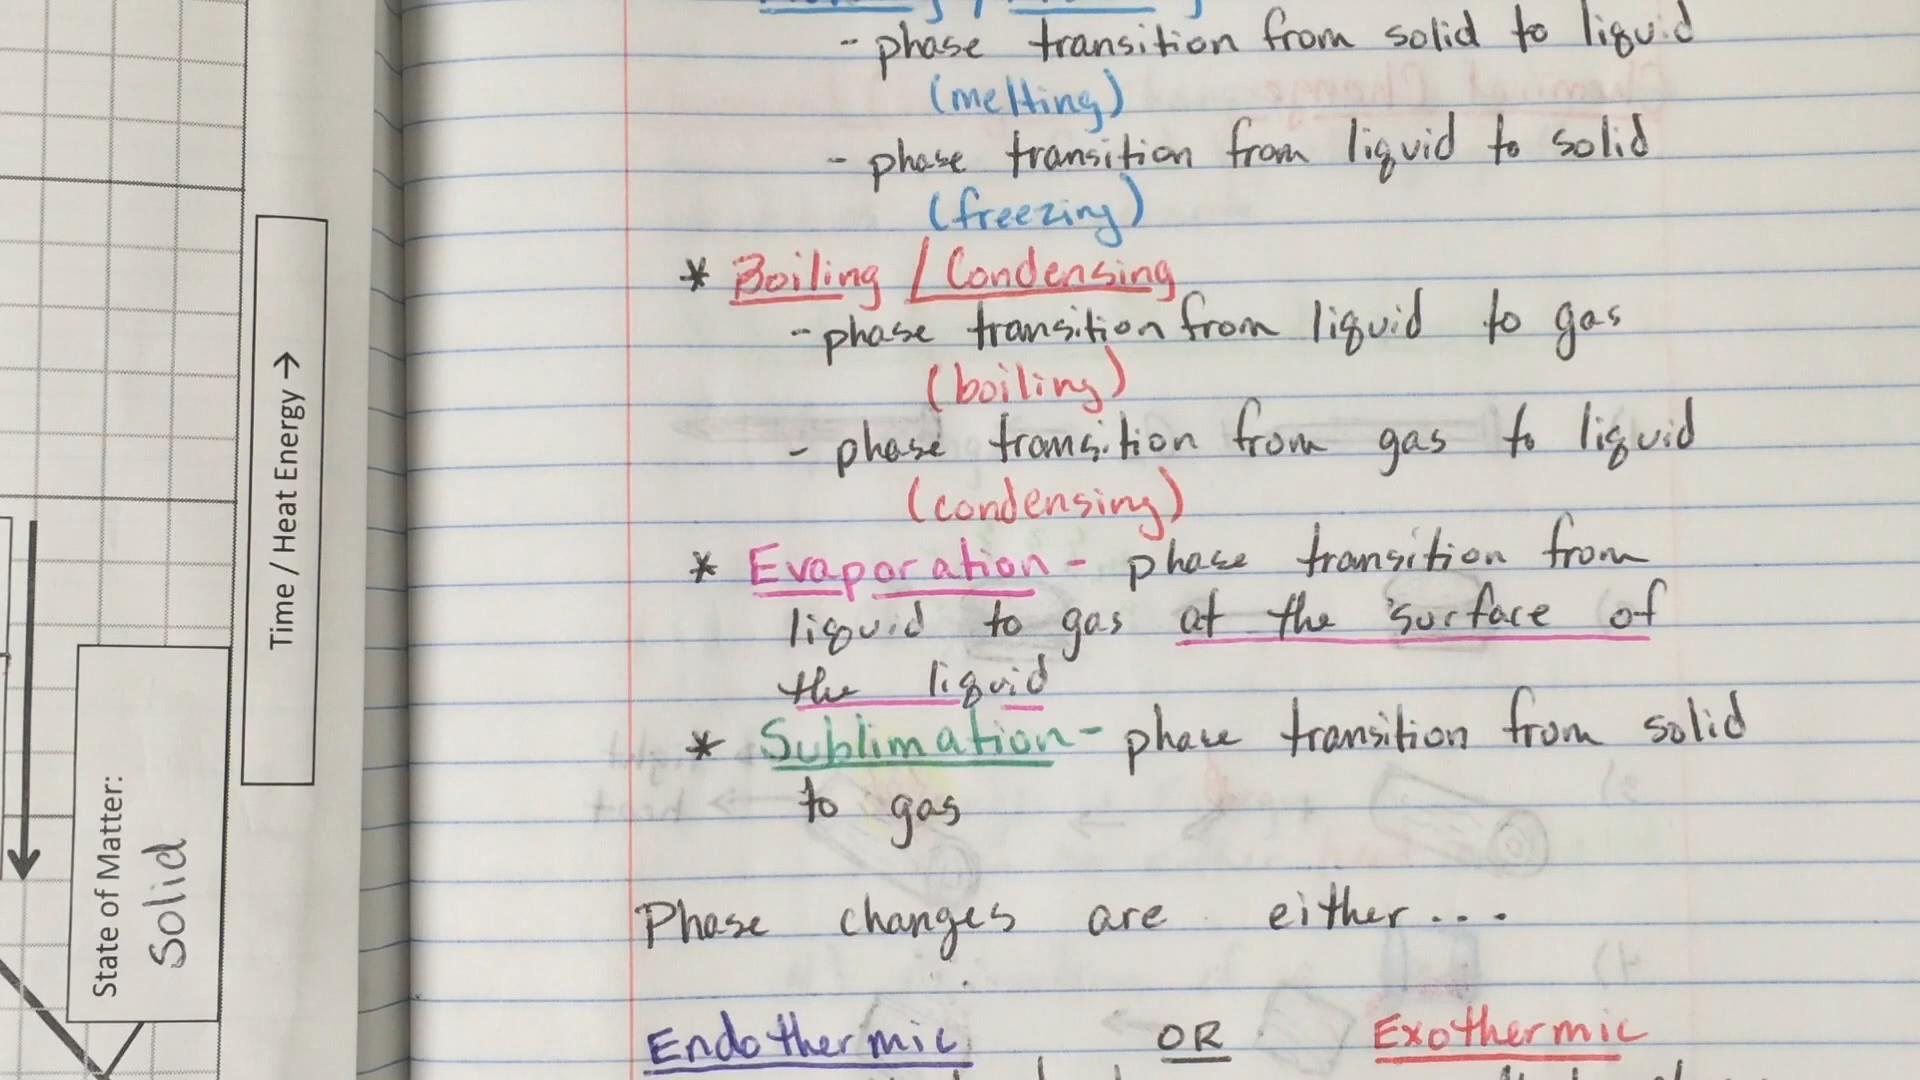 - phase transition from solid to liquid
(melting)
- phase transition from liquid to solid
(freezing)
* Boiling / Condensing
- phase transition from liquid to gas
(boiling)
- phase transition from gas to liquid
(condensing)
* Evaporation - phase transition from
liquid to gas at the surface of
the liquid
* Sublimation - phase transition from solid
to gas
Phase changes are either...
Endothermic OR Exothermic
Time / Heat Energy →
State of Matter:
Solid